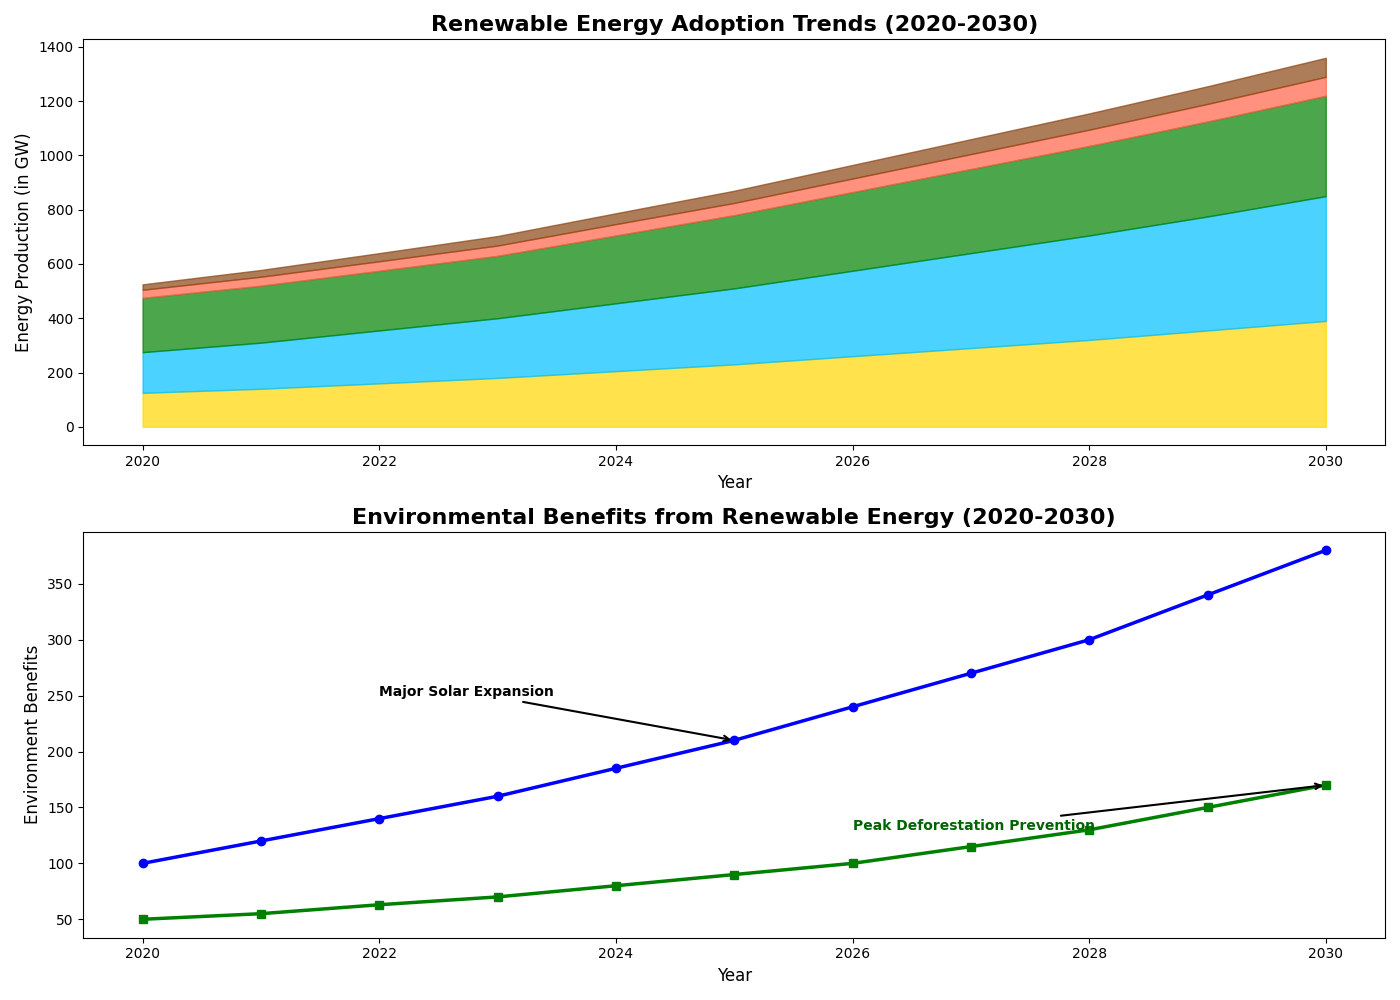 Renewable Energy Adoption Trends (2020-2030)
Energy Production (in GW)
1400
1200
1000
800
600
400
200
0
2020 2022 2024 2026 2028 2030
Year
Environmental Benefits from Renewable Energy (2020-2030)
Environment Benefits
350
300
250
200
150
100
50
Major Solar Expansion
Peak Deforestation Prevention
2020 2022 2024 2026 2028 2030
Year